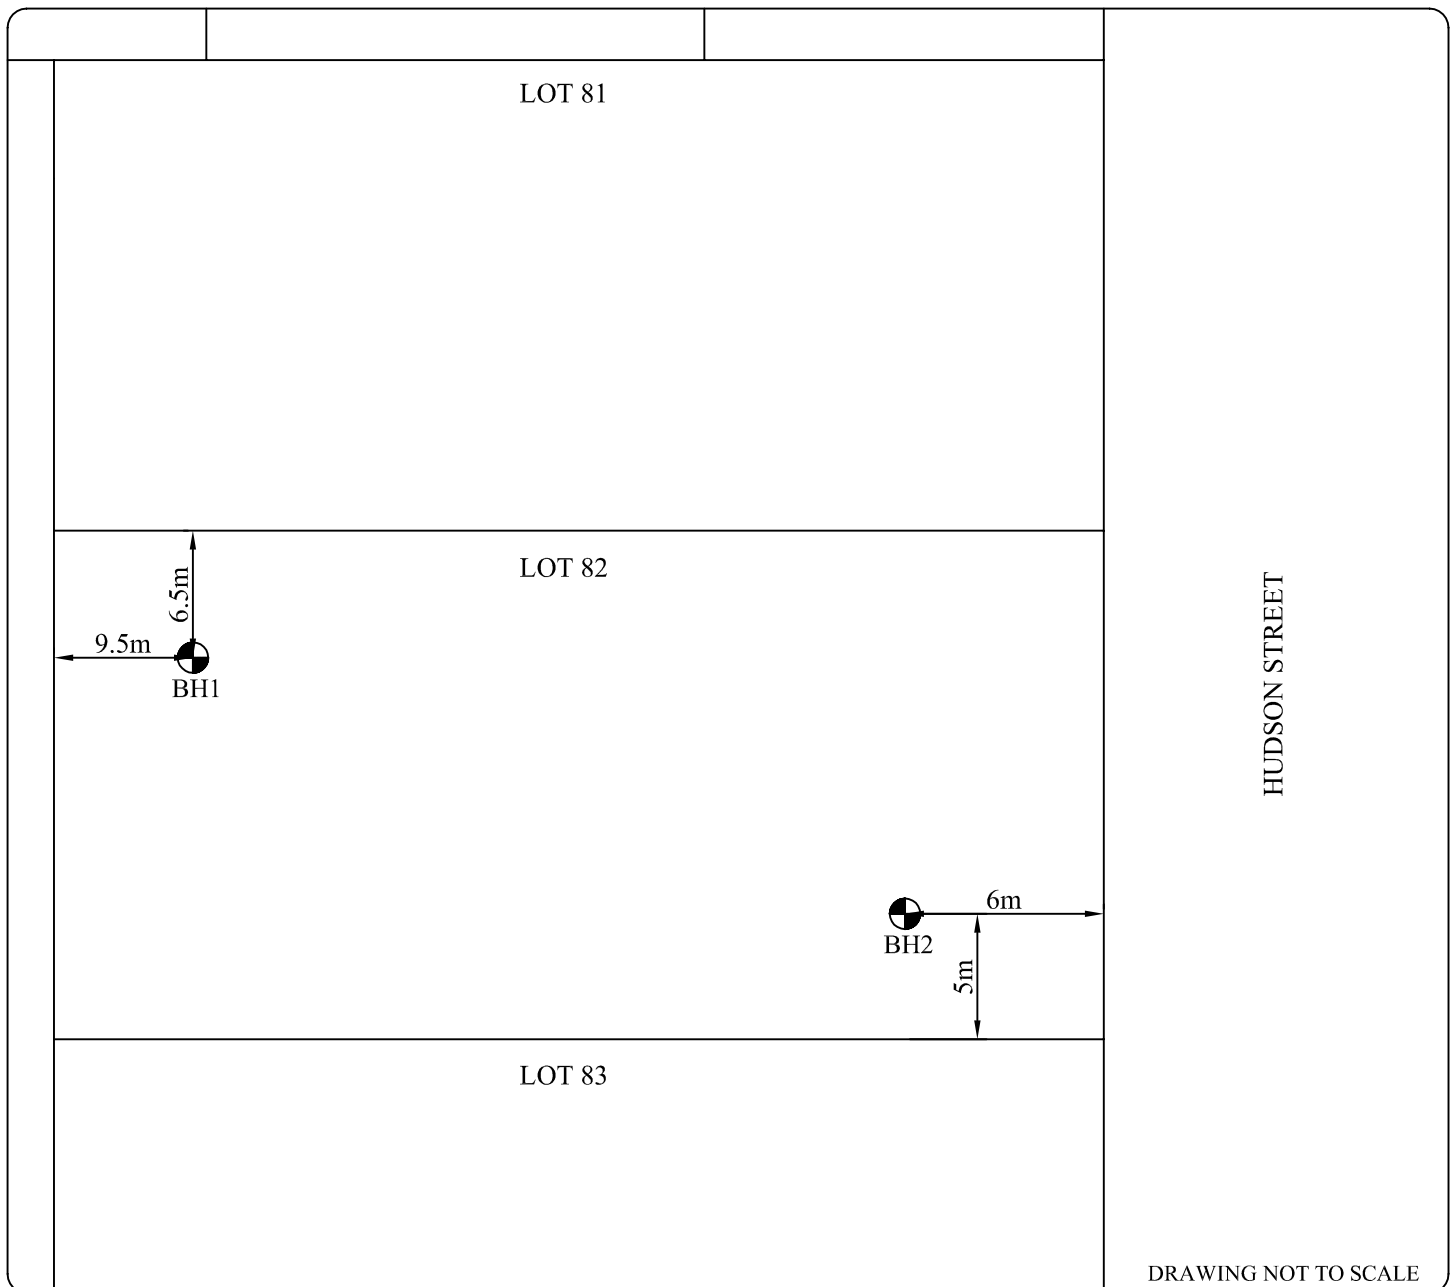 LOT 81
LOT 82
6.5m
9.5m
BH1
HUDSON STREET
6m
BH2
5m
LOT 83
DRAWING NOT TO SCALE